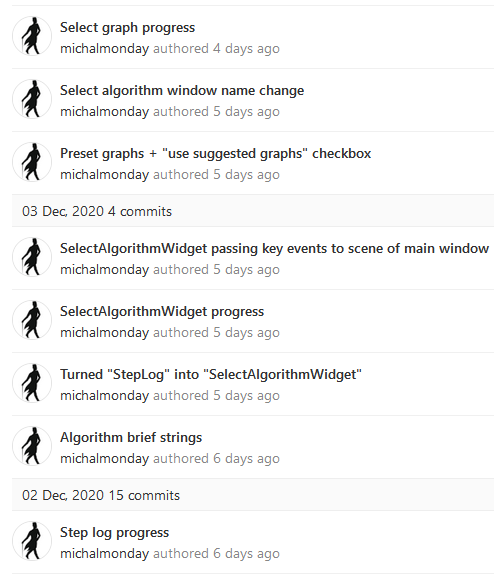 Select graph progress
michalmonday authored 4 days ago
Select algorithm window name change
michalmonday authored 5 days ago
Preset graphs + "use suggested graphs" checkbox
michalmonday authored 5 days ago
03 Dec, 2020 4 commits
SelectAlgorithmWidget passing key events to scene of main window
michalmonday authored 5 days ago
SelectAlgorithmWidget progress
michalmonday authored 5 days ago
Turned "StepLog" into "SelectAlgorithmWidget"
michalmonday authored 5 days ago
Algorithm brief strings
michalmonday authored 6 days ago
02 Dec, 2020 15 commits
Step log progress
michalmonday authored 6 days ago